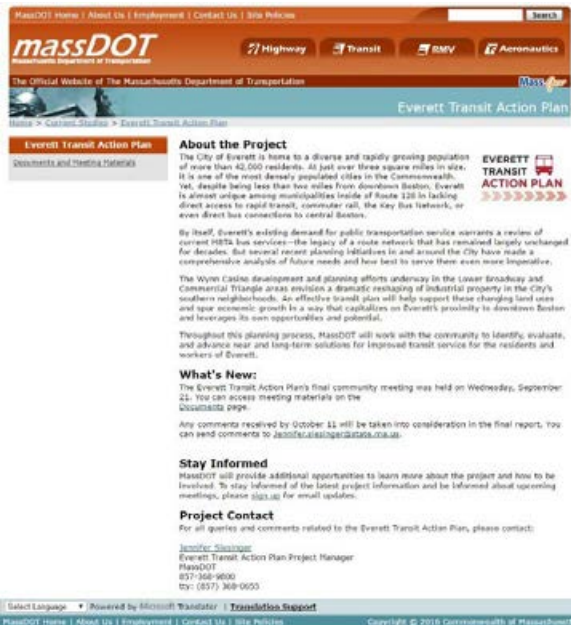 MassDOT Home | About Us | Employment | Contact Us | Site Policies
Search
massDOT
Massachusetts Department of Transportation
Highway
Transit
RMV
Aeronautics
The Official Website of The Massachusetts Department of Transportation
Mass.Gov
Everett Transit Action Plan
Home > Current Studies > Everett Transit Action Plan
Everett Transit Action Plan
Documents and Meeting Materials
About the Project
The City of Everett is home to a diverse and rapidly growing population
of more than 42,000 residents. At just over three square miles in size,
it is one of the most densely populated cities in the Commonwealth.
Yet, despite being less than two miles from downtown Boston, Everett
is almost unique among municipalities inside of Route 128 in lacking
direct access to rapid transit, commuter rail, the Key Bus Network, or
even direct bus connections to central Boston.
EVERETT
TRANSIT
ACTION PLAN
By itself, Everett's existing demand for public transportation service warrants a review of
current MBTA bus services—the legacy of a route network that has remained largely unchanged
for decades. But several recent planning initiatives in and around the City have made a
comprehensive analysis of future needs and how best to serve them even more imperative.
The Wynn Casino development and planning efforts underway in the Lower Broadway and
Commercial Triangle areas envision a dramatic reshaping of industrial property in the City's
southern neighborhoods. An effective transit plan will help support these changing land uses
and spur economic growth in a way that capitalizes on Everett's proximity to downtown Boston
and leverages its own opportunities and potential.
Throughout this planning process, MassDOT will work with the community to identify, evaluate,
and advance near and long-term solutions for improved transit service for the residents and
workers of Everett.
What's New:
The Everett Transit Action Plan's final community meeting was held on Wednesday, September
21. You can access meeting materials on the
Documents page.
Any comments received by October 11 will be taken into consideration in the final report. You
can send comments to Jennifer.slesinger@state.ma.us.
Stay Informed
MassDOT will provide additional opportunities to learn more about the project and how to be
involved. To stay informed of the latest project information and be informed about upcoming
meetings, please sign up for email updates.
Project Contact
For all queries and comments related to the Everett Transit Action Plan, please contact:
Jennifer Slesinger
Everett Transit Action Plan Project Manager
MassDOT
857-368-9800
tty: (857) 368-0655
Select Language
Powered by Microsoft Translator | Translation Support
MassDOT Home | About Us | Employment | Contact Us | Site Policies
Copyright © 2016 Commonwealth of Massachusetts